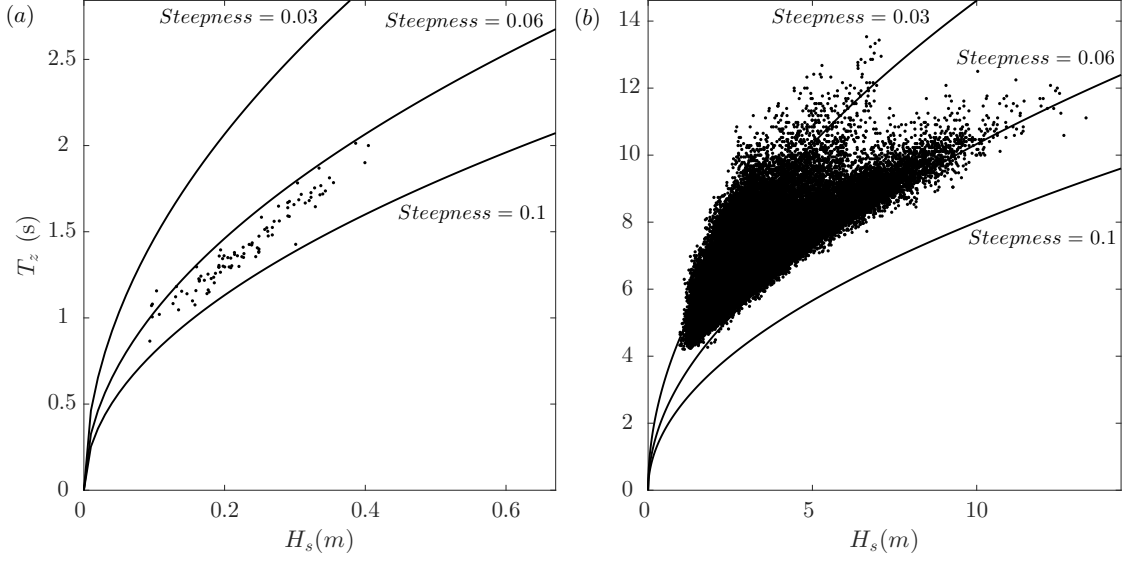 (a)
Steepness = 0.03
Steepness = 0.06
Steepness = 0.1
2.5
2
1.5
1
0.5
0
T_z (s)
0
0.2
0.4
0.6
H_s(m)
(b)
Steepness = 0.03
Steepness = 0.06
Steepness = 0.1
14
12
10
8
6
4
2
0
0
5
10
H_s(m)